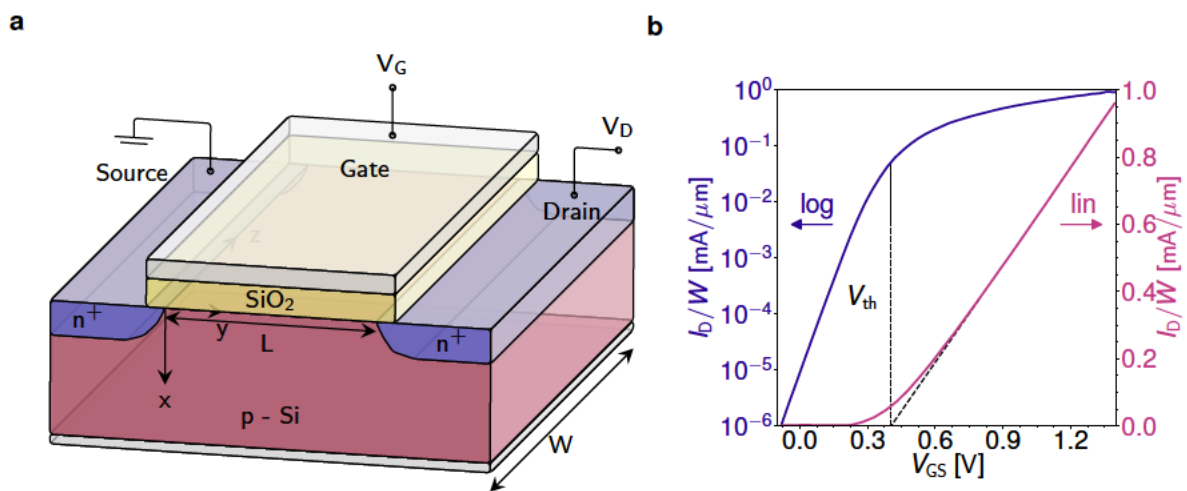 a
V_G
V_D
Source
Gate
Drain
z
SiO₂
n⁺
y
L
n⁺
x
p - Si
W
b
10⁰
10⁻¹
10⁻²
10⁻³
10⁻⁴
10⁻⁵
10⁻⁶
I_D/W [mA/μm]
log
lin
V_th
1.0
0.8
0.6
0.4
0.2
0.0
I_D/W [mA/μm]
0.0 0.3 0.6 0.9 1.2
V_GS [V]